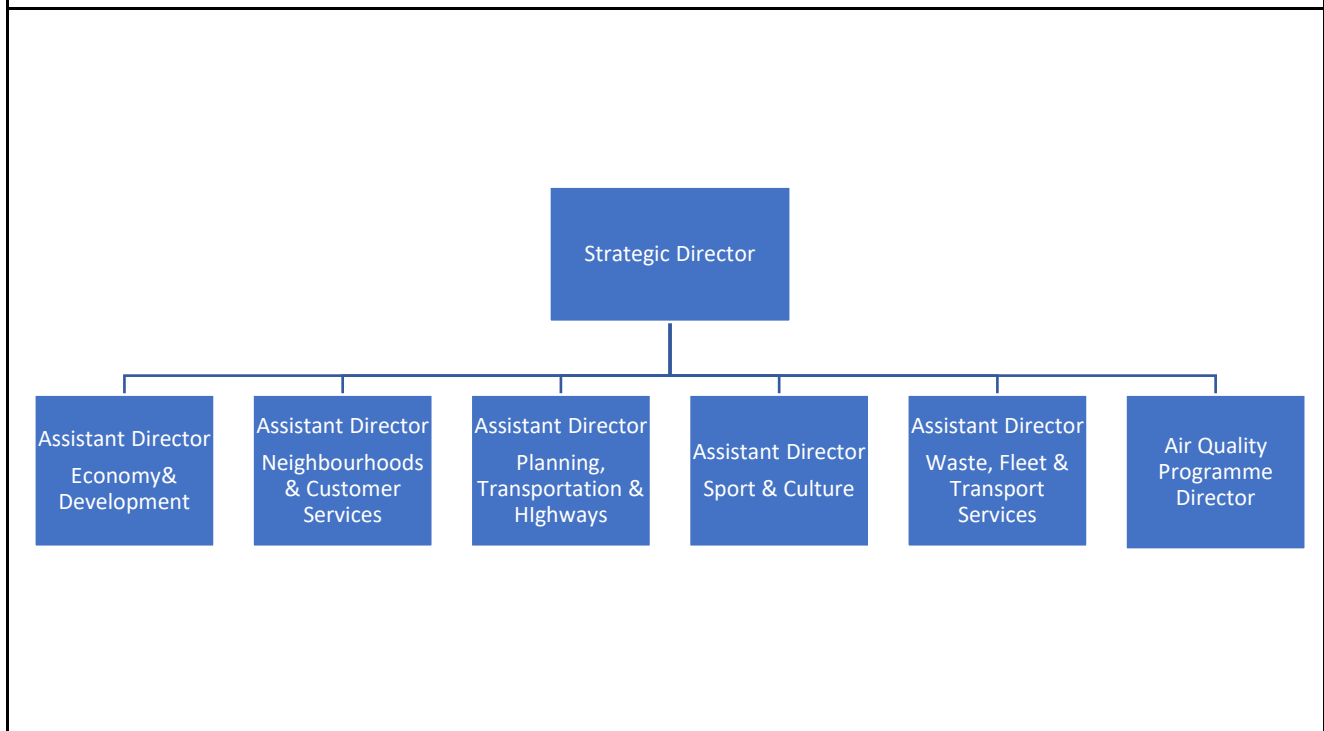 Strategic Director
Assistant Director
Economy&
Development
Assistant Director
Neighbourhoods
& Customer
Services
Assistant Director
Planning,
Transportation &
HIghways
Assistant Director
Sport & Culture
Assistant Director
Waste, Fleet &
Transport
Services
Air Quality
Programme
Director